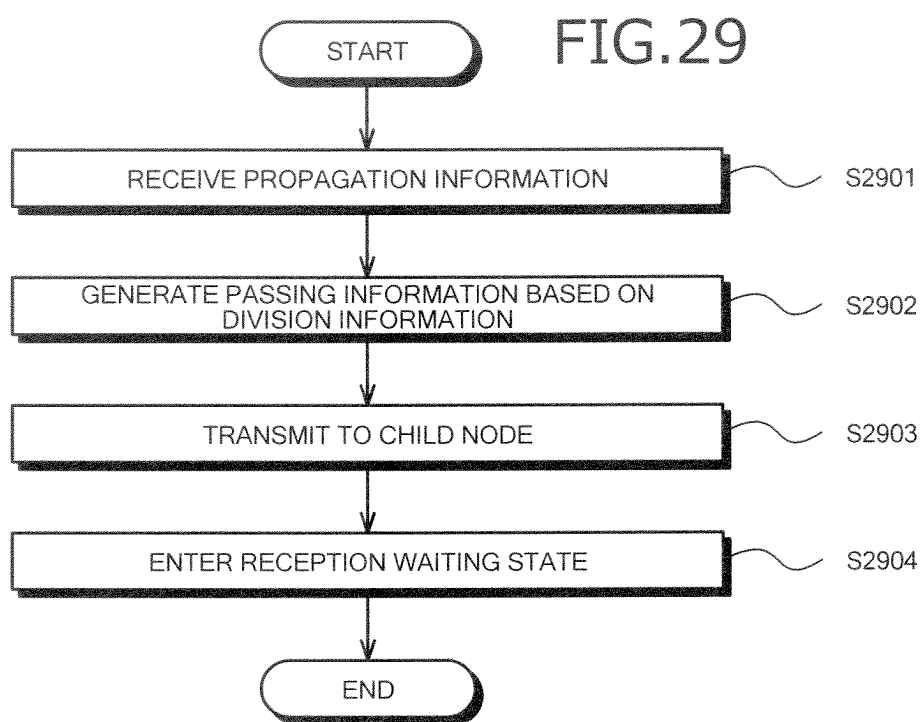 FIG.29
START
RECEIVE PROPAGATION INFORMATION
S2901
GENERATE PASSING INFORMATION BASED ON
DIVISION INFORMATION
S2902
TRANSMIT TO CHILD NODE
S2903
ENTER RECEPTION WAITING STATE
S2904
END